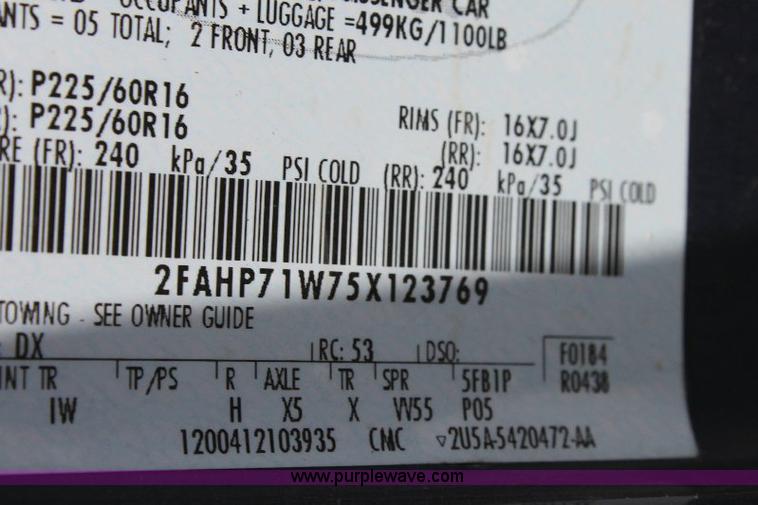 OCCUPANTS + LUGGAGE =499KG/1100LB
= 05 TOTAL; 2 FRONT, 03 REAR
P225/60R16
RIMS (FR): 16X7.0J
P225/60R16
(RR): 16X7.0J
(FR): 240 kPa/35 PSI COLD (RR): 240 kPa/35 PSI COLD
2FAHP71W75X123769
TOWING - SEE OWNER GUIDE
: DX RC: 53 DSO: F0184
INT TR TP/PS R AXLE TR SPR 5FB1P R0438
IW H X5 X VV55 P05
1200412103935 CMC ▽2U5A-5420472-AA
www.purplewave.com